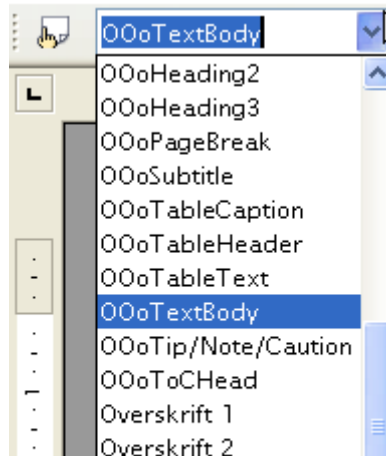 OOoTextBody
OOoHeading2
OOoHeading3
OOoPageBreak
OOoSubtitle
OOoTableCaption
OOoTableHeader
OOoTableText
OOoTextBody
OOoTip/Note/Caution
OOoToCHead
Overskrift 1
Overskrift 2